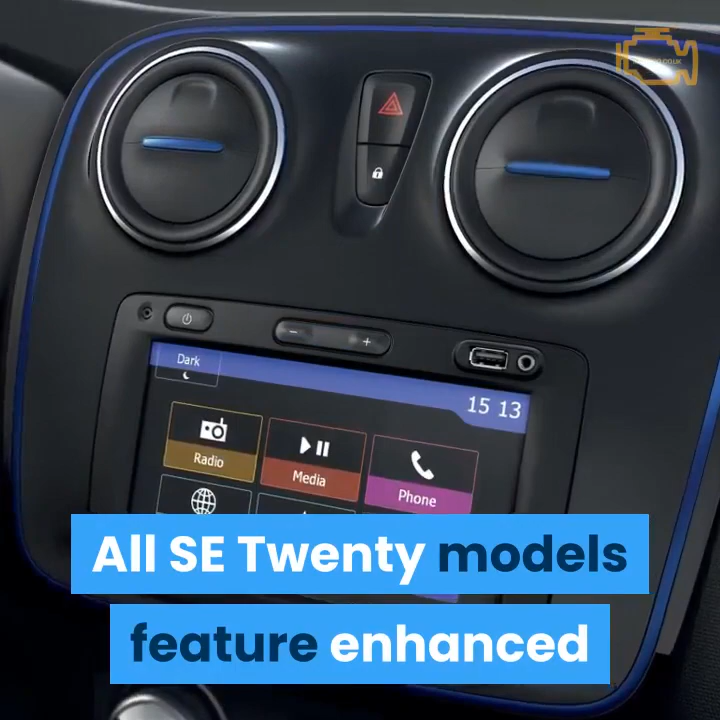 Dark
15 13
Radio
Media
Phone
All SE Twenty models
feature enhanced